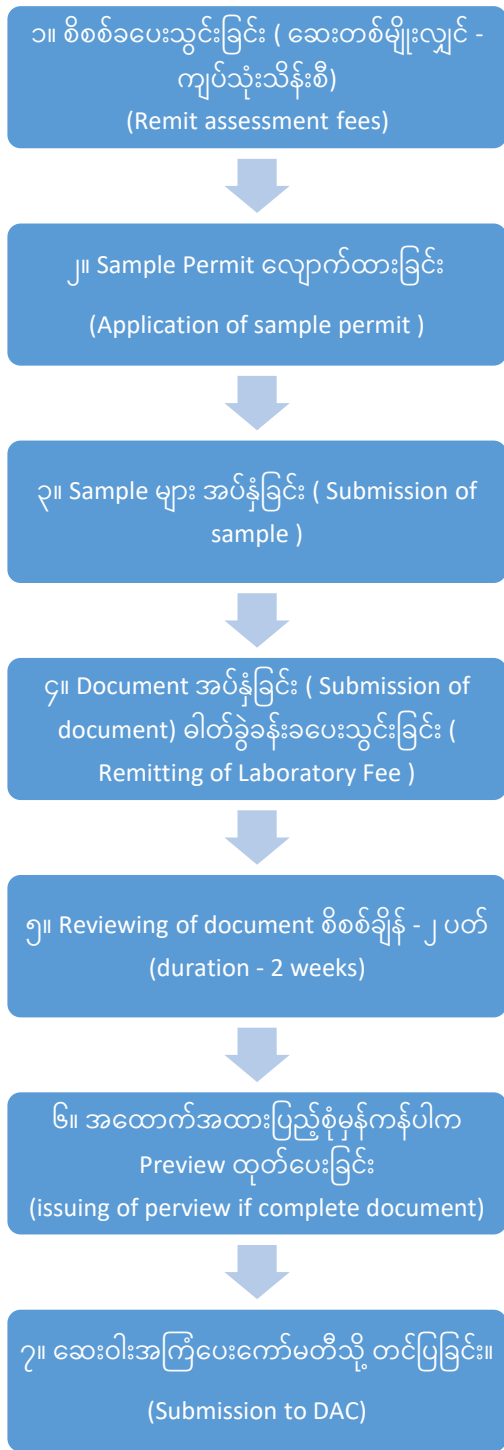 ၁။ စိစစ်ခပေးသွင်းခြင်း ( ဆေးတစ်မျိုးလျှင် -
ကျပ်သုံးသိန်းစီ)
(Remit assessment fees)
၂။ Sample Permit လျှောက်ထားခြင်း
(Application of sample permit )
၃။ Sample များ အပ်နှံခြင်း ( Submission of
sample )
၄။ Document အပ်နှံခြင်း ( Submission of
document) ဓါတ်ခွဲခန်းခပေးသွင်းခြင်း (
Remitting of Laboratory Fee )
၅။ Reviewing of document စိစစ်ချိန် -၂ ပတ်
(duration - 2 weeks)
၆။ အထောက်အထားပြည့်စုံမှန်ကန်ပါက
Preview ထုတ်ပေးခြင်း
(issuing of perview if complete document)
၇။ ဆေးဝါးအကြံပေးကော်မတီသို့ တင်ပြခြင်း။
(Submission to DAC)